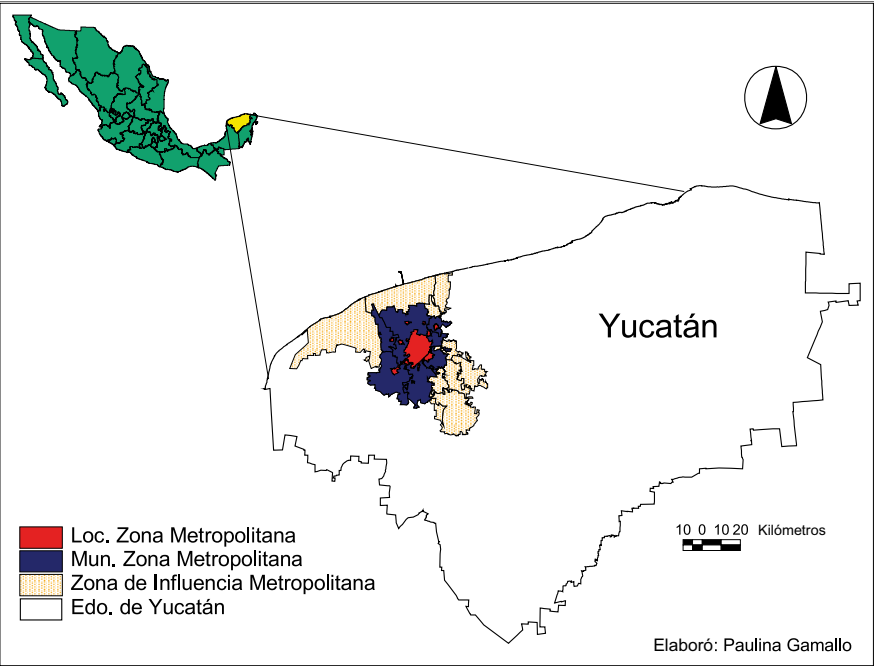 Yucatán
10 0 10 20 Kilómetros
Loc. Zona Metropolitana
Mun. Zona Metropolitana
Zona de Influencia Metropolitana
Edo. de Yucatán
Elaboró: Paulina Gamallo